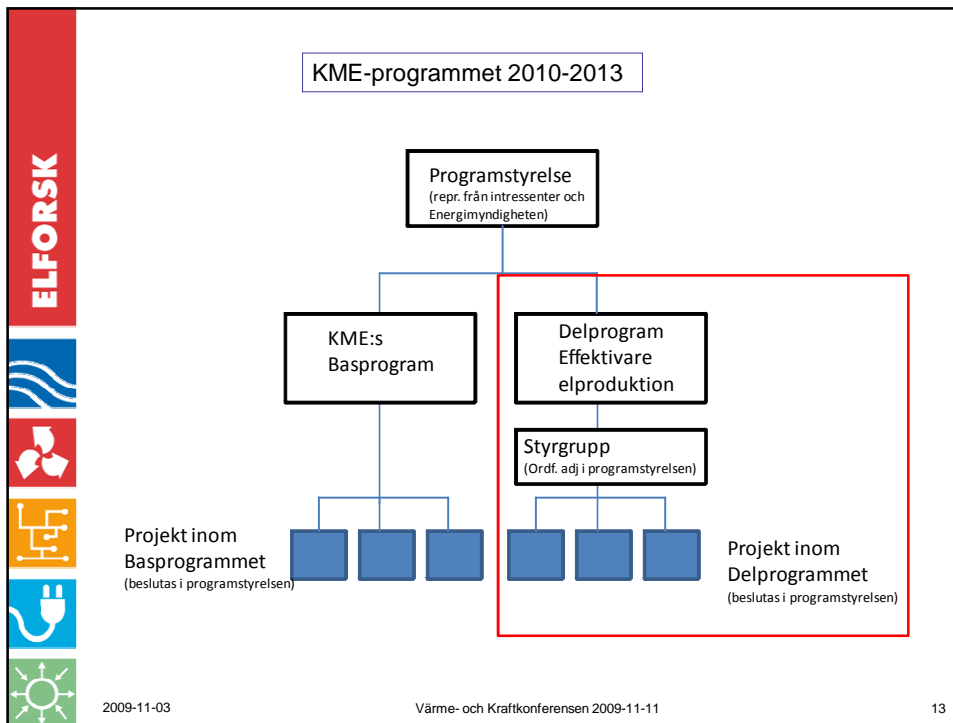 ELFORSK
KME-programmet 2010-2013
Programstyrelse
(repr. från intressenter och
Energimyndigheten)
KME:s
Basprogram
Delprogram
Effektivare
elproduktion
Styrgrupp
(Ordf. adj i programstyrelsen)
Projekt inom
Basprogrammet
(beslutas i programstyrelsen)
Projekt inom
Delprogrammet
(beslutas i programstyrelsen)
2009-11-03
Värme- och Kraftkonferensen 2009-11-11
13